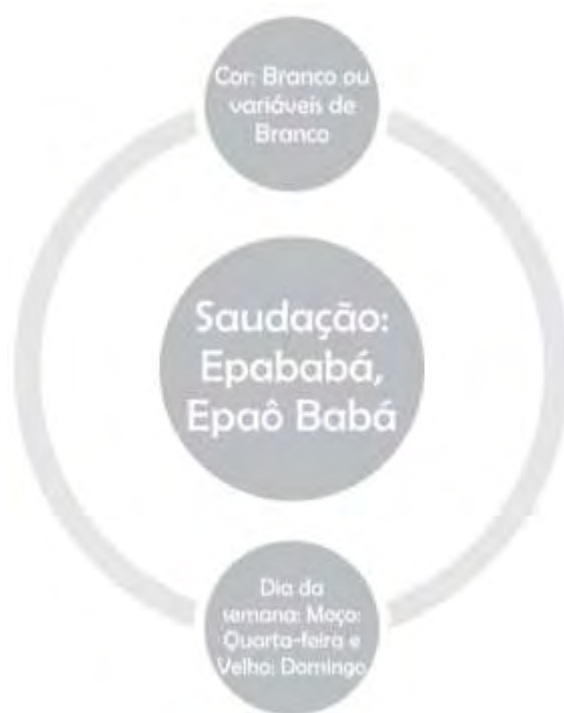 Cor: Branco ou
variáveis de
Branco
Saudação:
Epababá,
Epaô Babá
Dia da
semana: Moço:
Quarta-feira e
Velho: Domingo